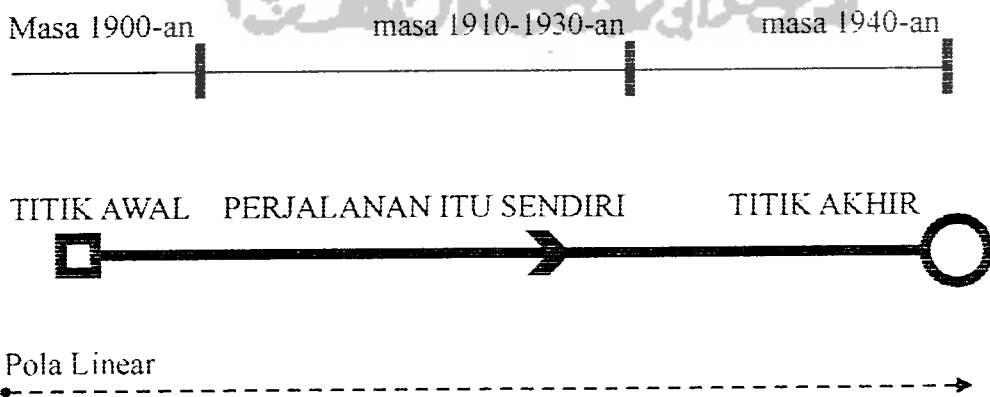 Masa 1900-an masa 1910-1930-an masa 1940-an
TITIK AWAL PERJALANAN ITU SENDIRI TITIK AKHIR
Pola Linear